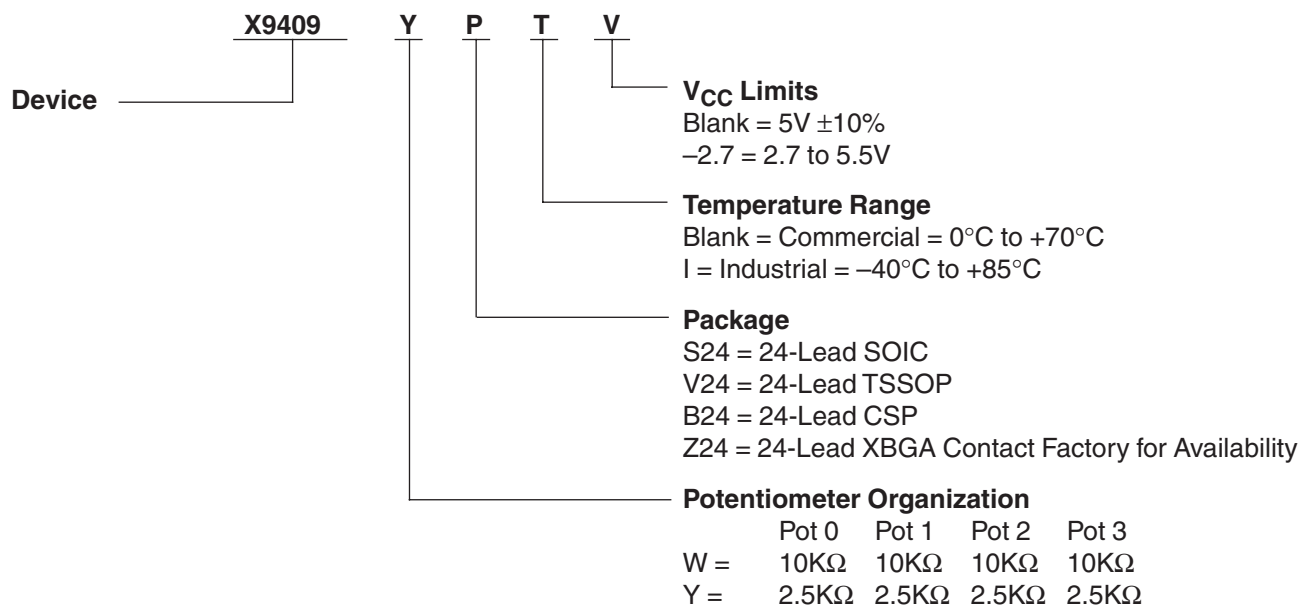 X9409 Y P T V
Device
VCC Limits
Blank = 5V ±10%
–2.7 = 2.7 to 5.5V
Temperature Range
Blank = Commercial = 0°C to +70°C
I = Industrial = –40°C to +85°C
Package
S24 = 24-Lead SOIC
V24 = 24-Lead TSSOP
B24 = 24-Lead CSP
Z24 = 24-Lead XBGA Contact Factory for Availability
Potentiometer Organization
Pot 0 Pot 1 Pot 2 Pot 3
W = 10KΩ 10KΩ 10KΩ 10KΩ
Y = 2.5KΩ 2.5KΩ 2.5KΩ 2.5KΩ